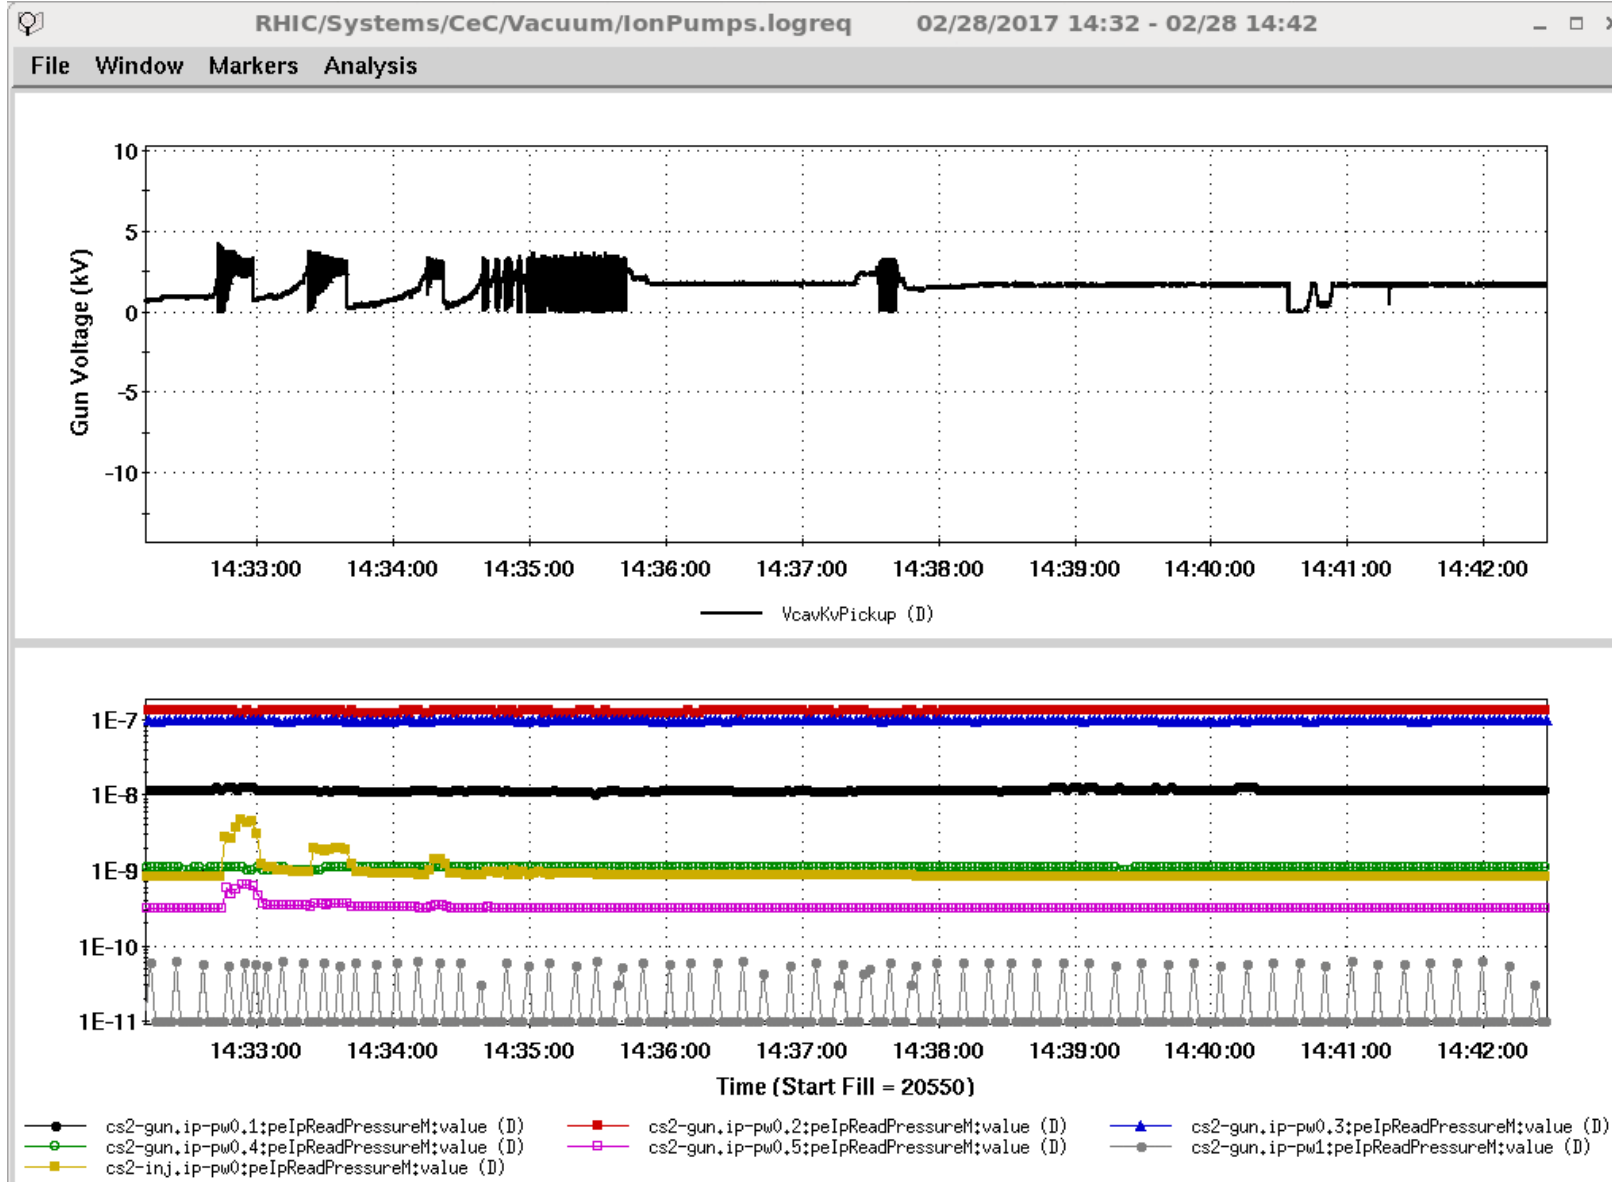 RHIC/Systems/CeC/Vacuum/IonPumps.logreq 02/28/2017 14:32 - 02/28 14:42
File Window Markers Analysis
10
5
0
-5
-10
Gun Voltage (kV)
14:33:00 14:34:00 14:35:00 14:36:00 14:37:00 14:38:00 14:39:00 14:40:00 14:41:00 14:42:00
VcavKvPickup (D)
1E-7
1E-8
1E-9
1E-10
1E-11
14:33:00 14:34:00 14:35:00 14:36:00 14:37:00 14:38:00 14:39:00 14:40:00 14:41:00 14:42:00
Time (Start Fill = 20550)
cs2-gun.ip-pw0.1:peIpReadPressureM:value (D) cs2-gun.ip-pw0.2:peIpReadPressureM:value (D) cs2-gun.ip-pw0.3:peIpReadPressureM:value (D)
cs2-gun.ip-pw0.4:peIpReadPressureM:value (D) cs2-gun.ip-pw0.5:peIpReadPressureM:value (D) cs2-gun.ip-pw1:peIpReadPressureM:value (D)
cs2-inj.ip-pw0:peIpReadPressureM:value (D)